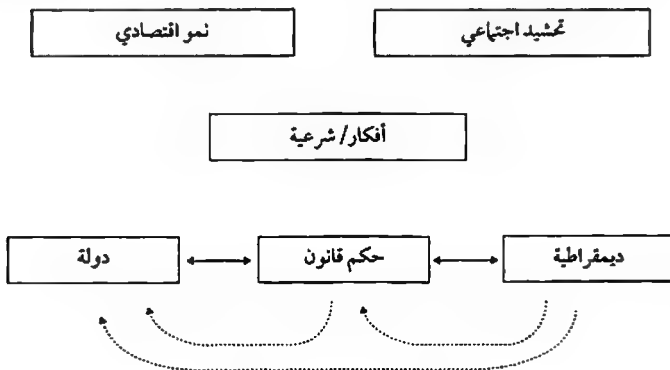 تحشيد اجتماعي
نمو اقتصادي
أفكار/ شرعية
ديمقراطية
حكم قانون
دولة